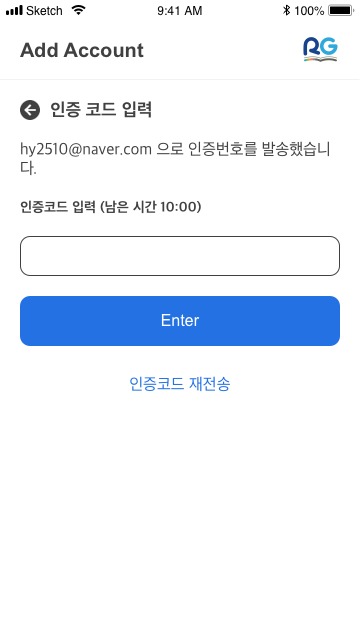 Sketch 9:41 AM 100%
Add Account RG
인증 코드 입력
hy2510@naver.com 으로 인증번호를 발송했습니
다.
인증코드 입력 (남은 시간 10:00)
Enter
인증코드 재전송